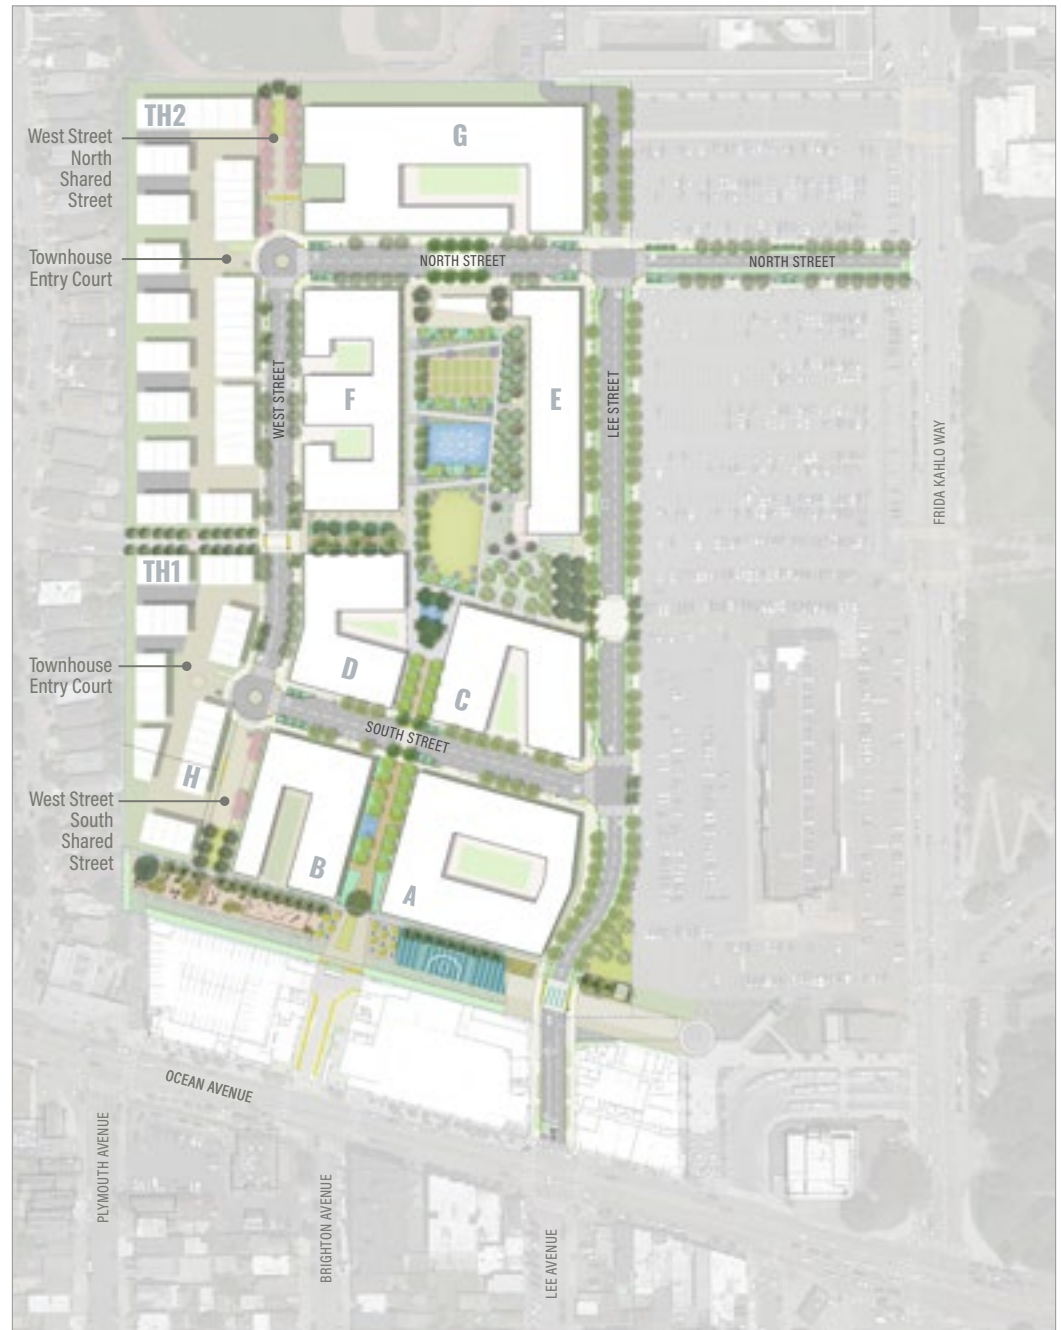 TH2
G
West Street
North
Shared
Street
Townhouse
Entry Court
NORTH STREET
NORTH STREET
WEST STREET
F
E
LEE STREET
FRIDA KAHLO WAY
TH1
Townhouse
Entry Court
D
C
SOUTH STREET
H
West Street
South
Shared
Street
B
A
OCEAN AVENUE
PLYMOUTH AVENUE
BRIGHTON AVENUE
LEE AVENUE